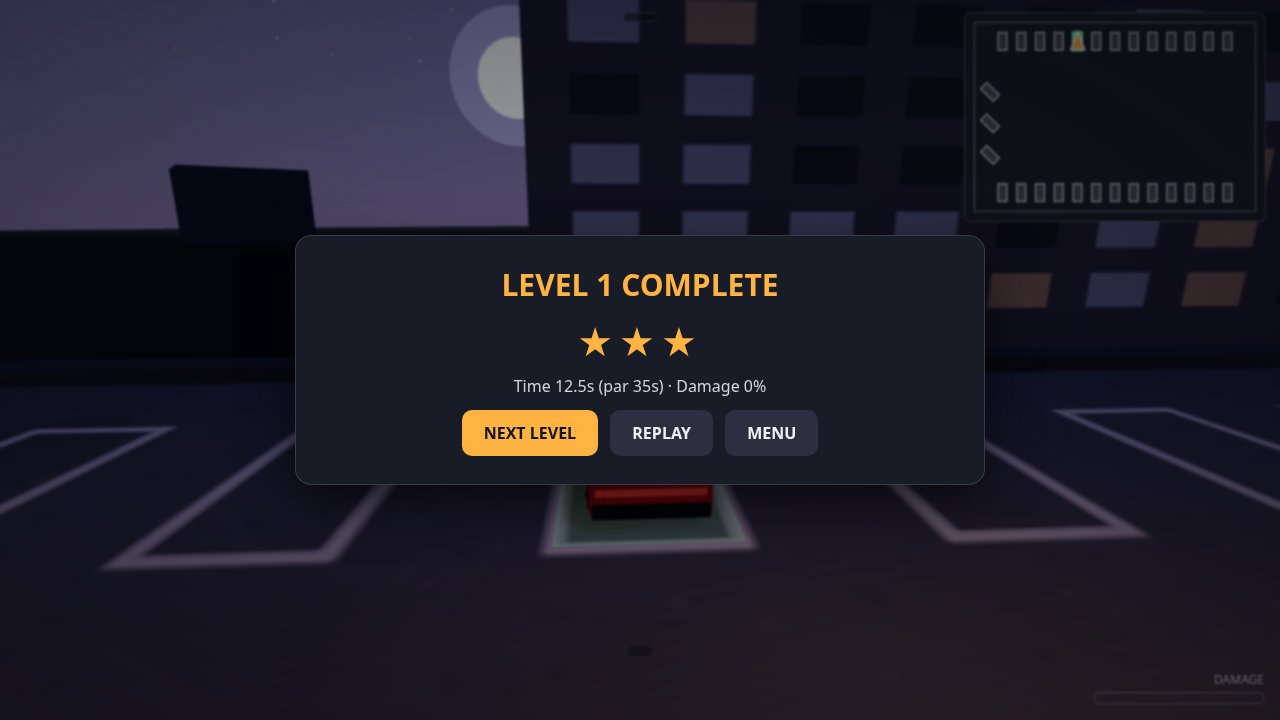 LEVEL 1 COMPLETE
★ ★ ★
Time 12.5s (par 35s) · Damage 0%
NEXT LEVEL
REPLAY
MENU
DAMAGE